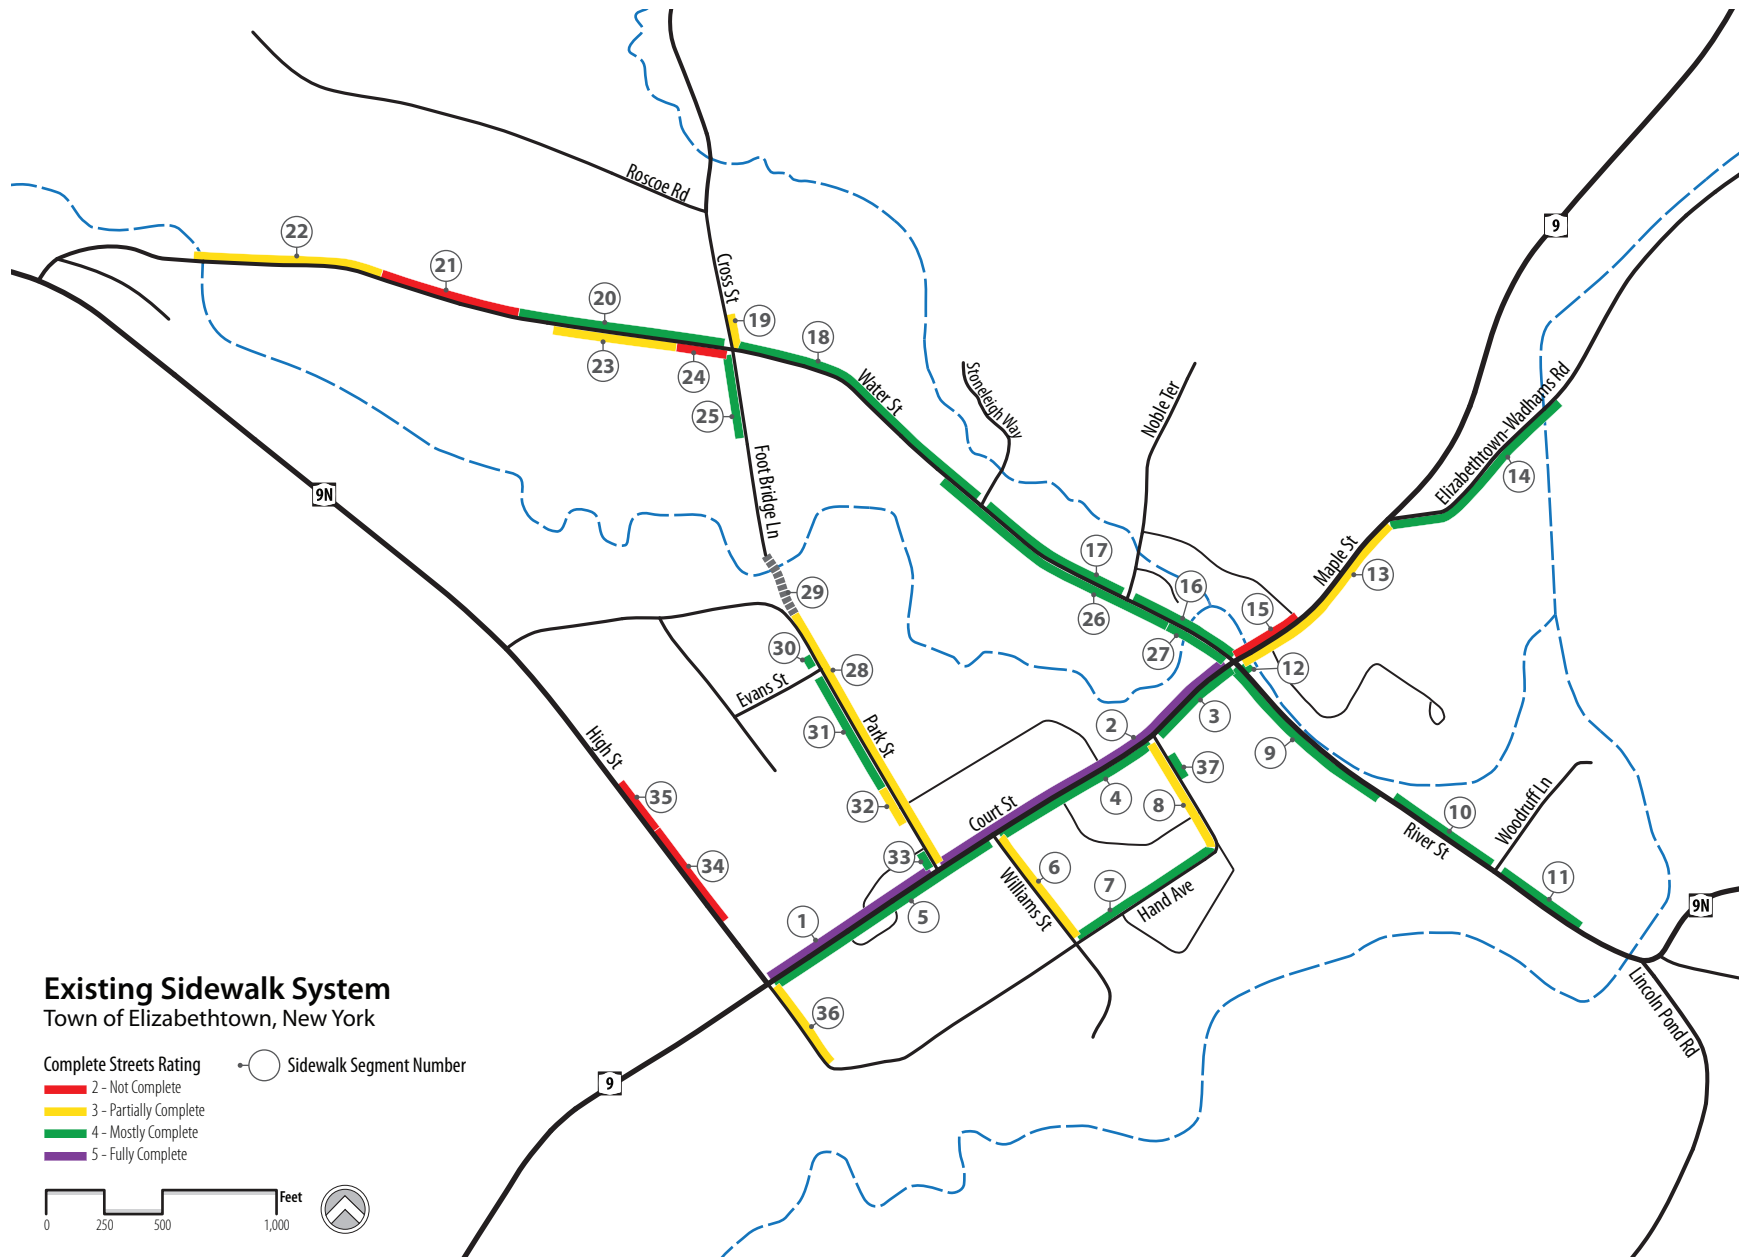 Roscoe Rd
9
22
21
Cross St
20
19
18
23
24
25
Water St
Stoneleigh Way
Noble Ter
Elizabethtown-Wadhams Rd
14
Foot Bridge Ln
9N
17
16
Maple St
13
29
26
15
27
12
30
28
Evans St
31
Park St
2
3
9
37
High St
35
32
Court St
4
8
10
Woodruff Ln
River St
33
34
6
Williams St
7
Hand Ave
11
9N
1
5
36
Lincoln Pond Rd
9
Existing Sidewalk System
Town of Elizabethtown, New York
Complete Streets Rating
Sidewalk Segment Number
2 - Not Complete
3 - Partially Complete
4 - Mostly Complete
5 - Fully Complete
Feet
0 250 500 1,000